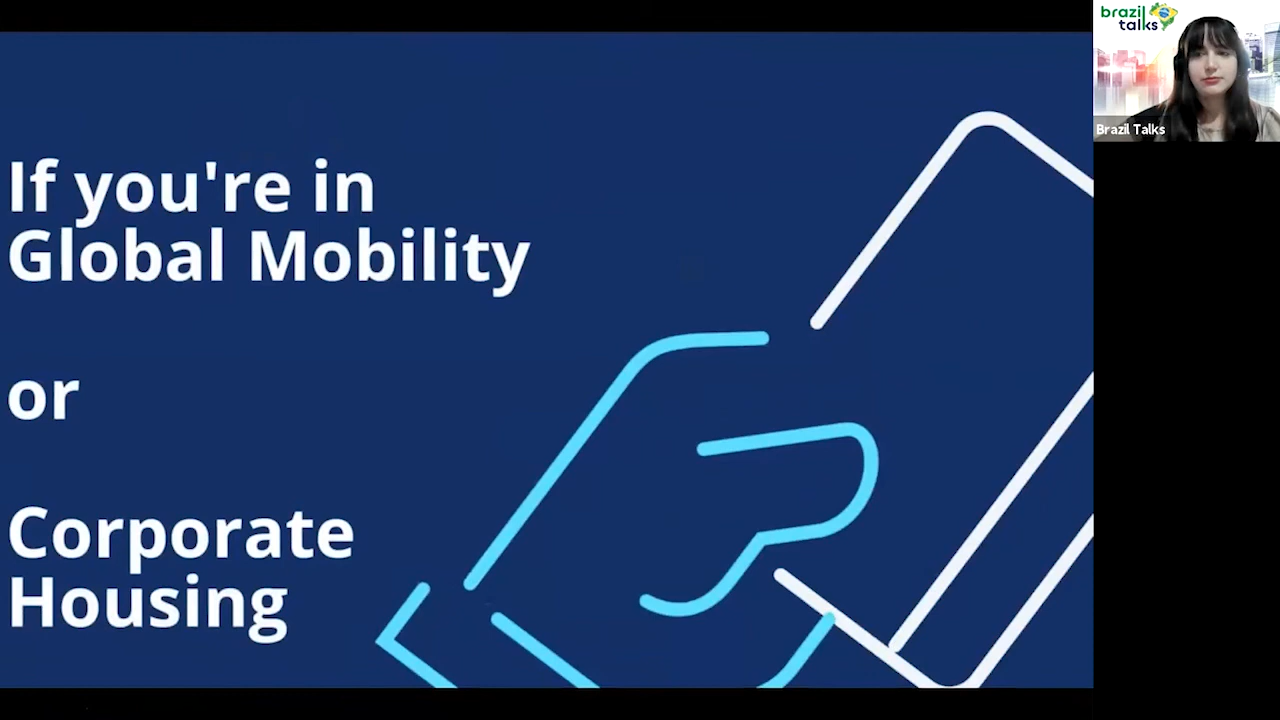 If you're in
Global Mobility
or
Corporate
Housing
brazil
talks
Brazil Talks